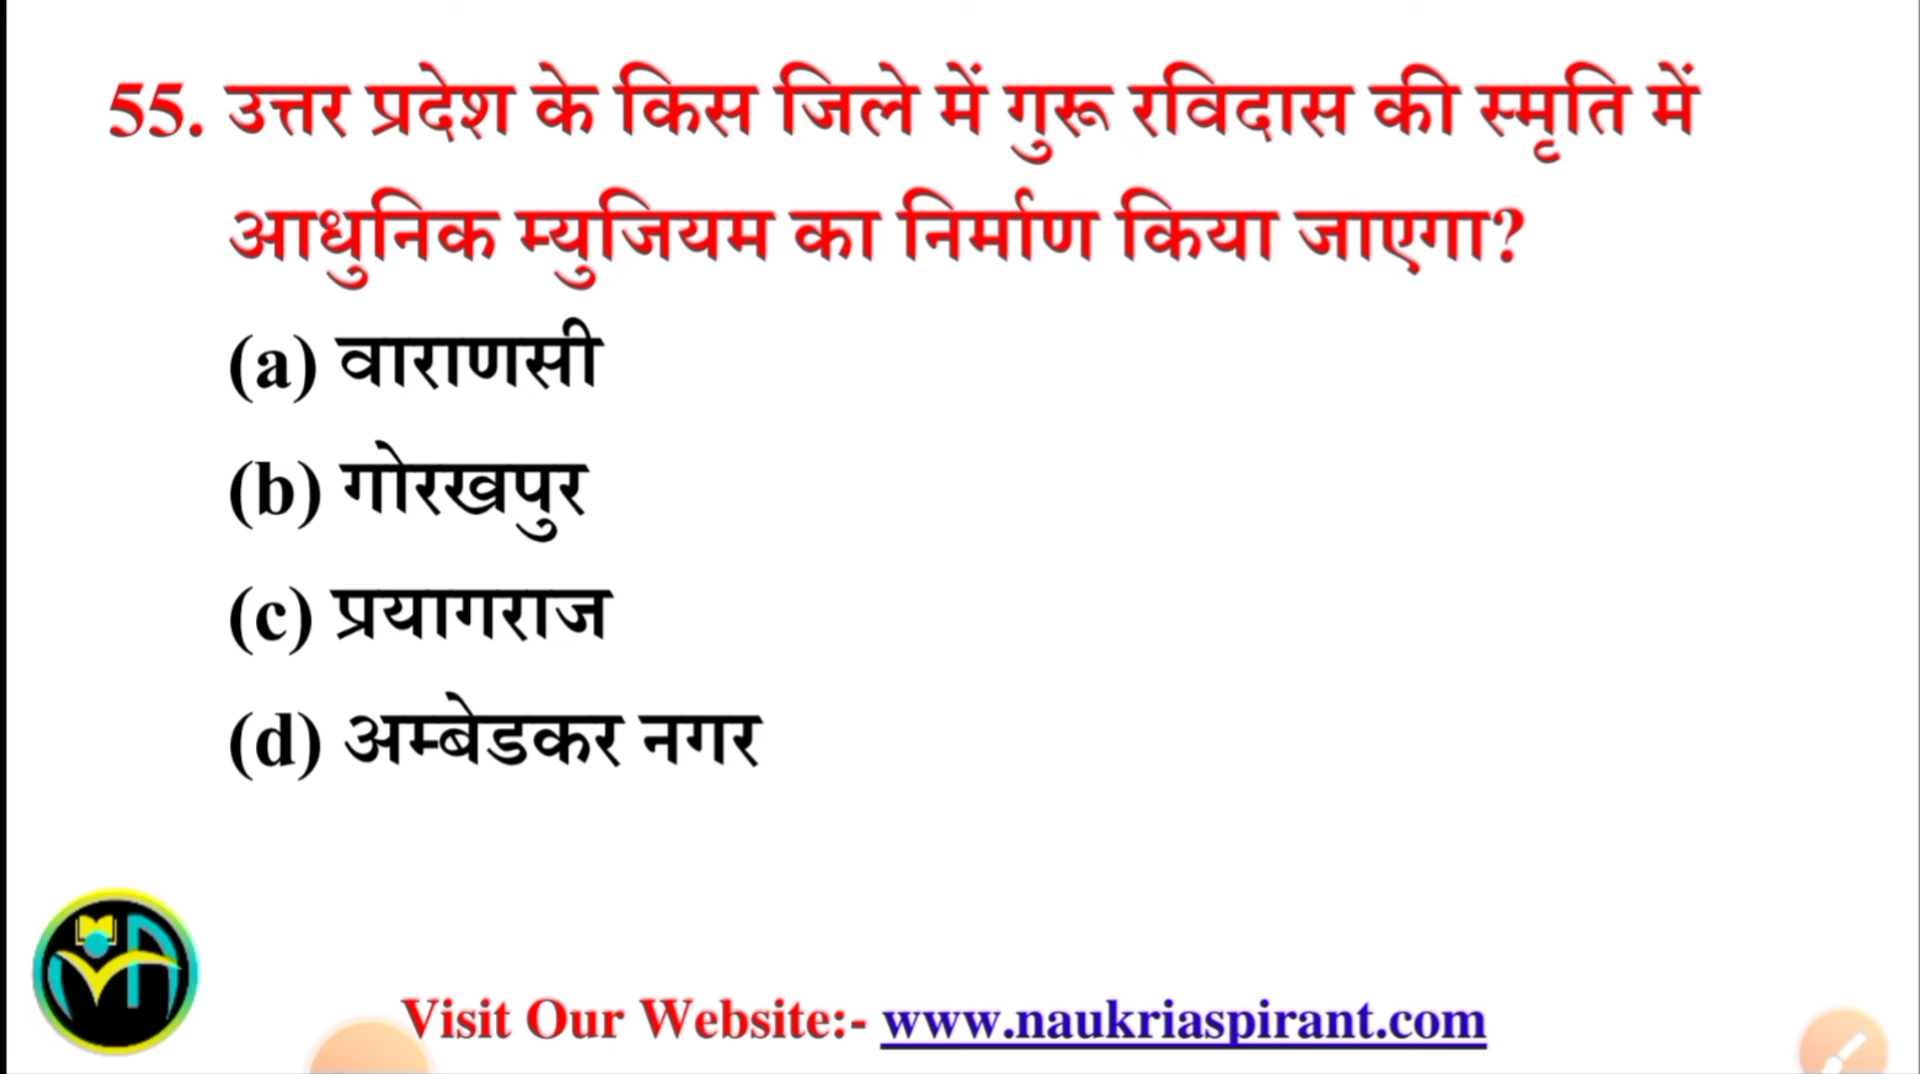 55. उत्तर प्रदेश के किस जिले में गुरू रविदास की स्मृति में
आधुनिक म्युजियम का निर्माण किया जाएगा?
(a) वाराणसी
(b) गोरखपुर
(c) प्रयागराज
(d) अम्बेडकर नगर
Visit Our Website:- www.naukriaspirant.com